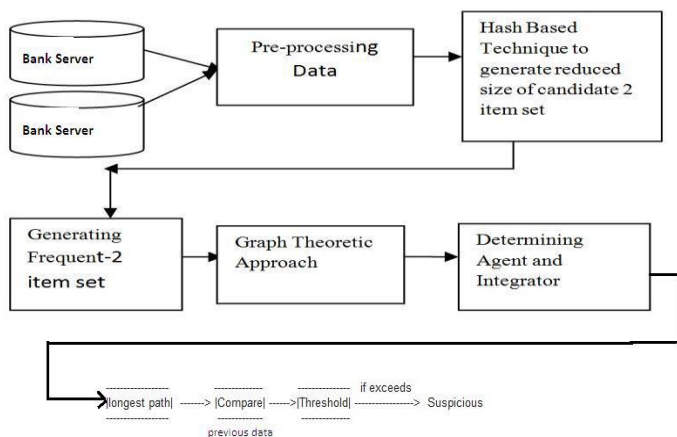 Bank Server
Bank Server
Pre-processing
Data
Hash Based
Technique to
generate reduced
size of candidate 2
item set
Generating
Frequent-2
item set
Graph Theoretic
Approach
Determining
Agent and
Integrator
------------------ -------------- --------------- if exceeds
|longest path| -------> |Compare| ----->|Threshold| ----------------> Suspicious
------------------ -------------- ---------------
previous data